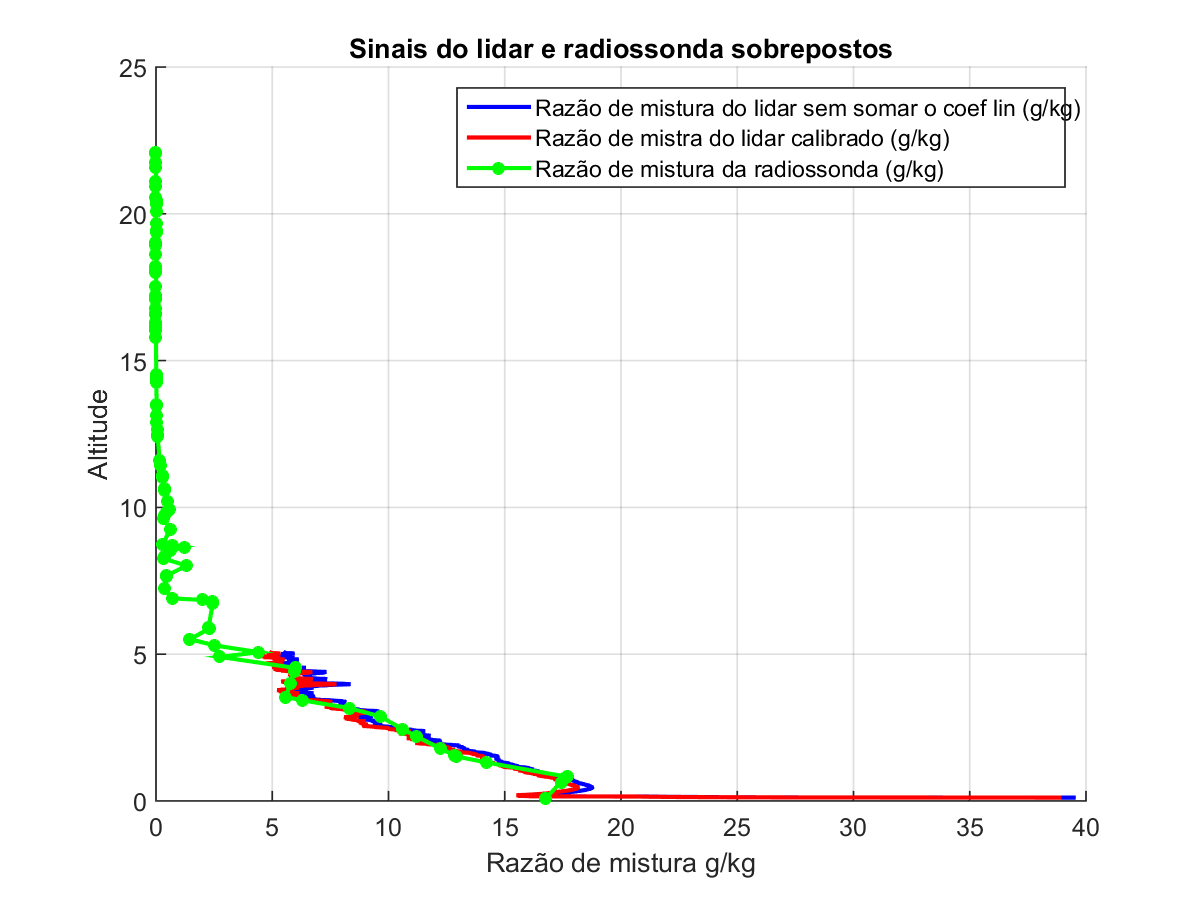 Sinais do lidar e radiossonda sobrepostos
Razão de mistura do lidar sem somar o coef lin (g/kg)
Razão de mistra do lidar calibrado (g/kg)
Razão de mistura da radiossonda (g/kg)
25
20
15
10
5
0
Altitude
0 5 10 15 20 25 30 35 40
Razão de mistura g/kg